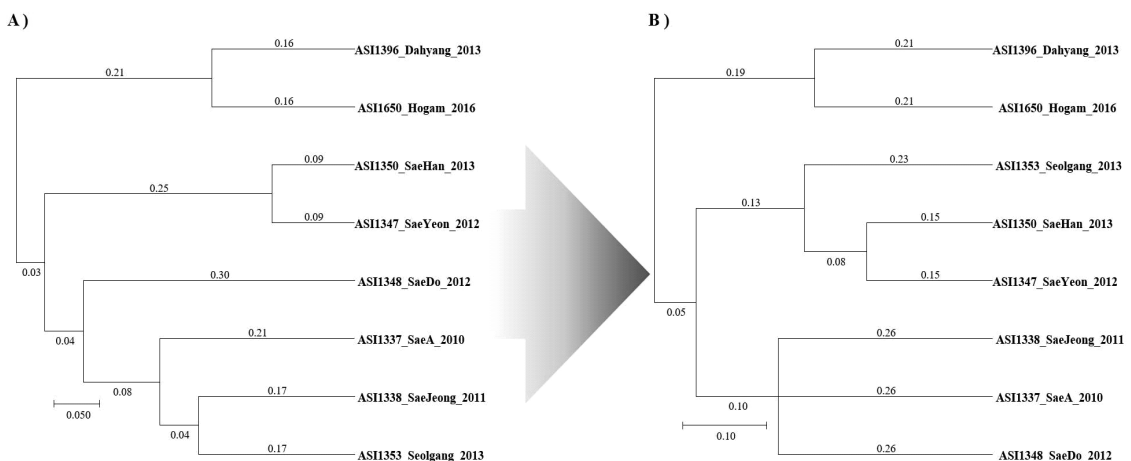 A )
0.16
ASI1396_Dahyang_2013
0.21
0.16
ASI1650_Hogam_2016
0.09
ASI1350_SaeHan_2013
0.25
0.09
ASI1347_SaeYeon_2012
0.03
0.30
ASI1348_SaeDo_2012
0.04
0.21
ASI1337_SaeA_2010
0.08
0.17
ASI1338_SaeJeong_2011
0.050
0.04
0.17
ASI1353_Seolgang_2013
B )
0.21
ASI1396_Dahyang_2013
0.19
0.21
ASI1650_Hogam_2016
0.23
ASI1353_Seolgang_2013
0.13
0.15
ASI1350_SaeHan_2013
0.08
0.15
ASI1347_SaeYeon_2012
0.05
0.26
ASI1338_SaeJeong_2011
0.26
ASI1337_SaeA_2010
0.10
0.10
0.26
ASI1348_SaeDo_2012